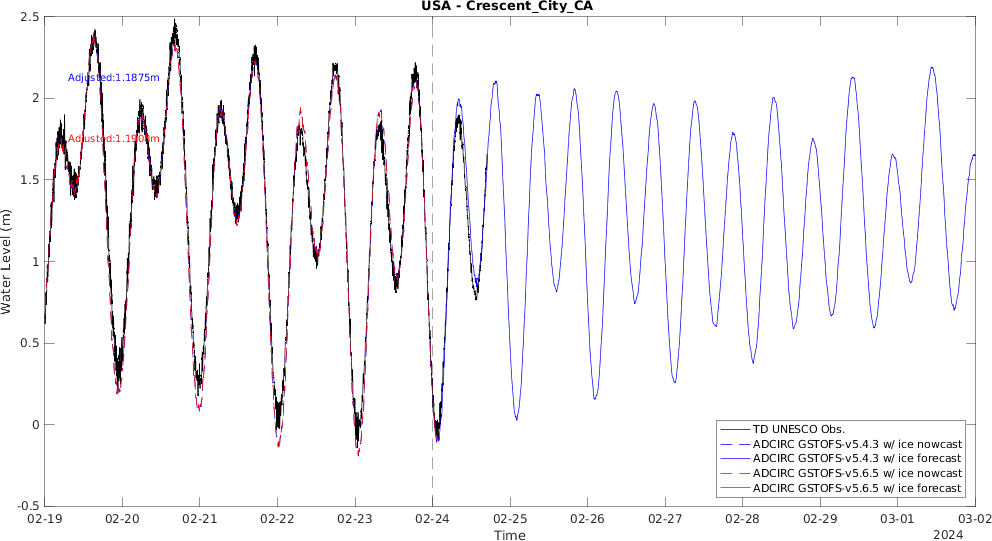 USA - Crescent_City_CA
2.5
2
1.5
1
0.5
0
-0.5
Water Level (m)
Adjusted:1.1875m
TD UNESCO Obs.
ADCIRC GSTOFS-v5.4.3 w/ ice nowcast
ADCIRC GSTOFS-v5.4.3 w/ ice forecast
ADCIRC GSTOFS-v5.6.5 w/ ice nowcast
ADCIRC GSTOFS-v5.6.5 w/ ice forecast
02-19 02-20 02-21 02-22 02-23 02-24 02-25 02-26 02-27 02-28 02-29 03-01 03-02
Time
2024